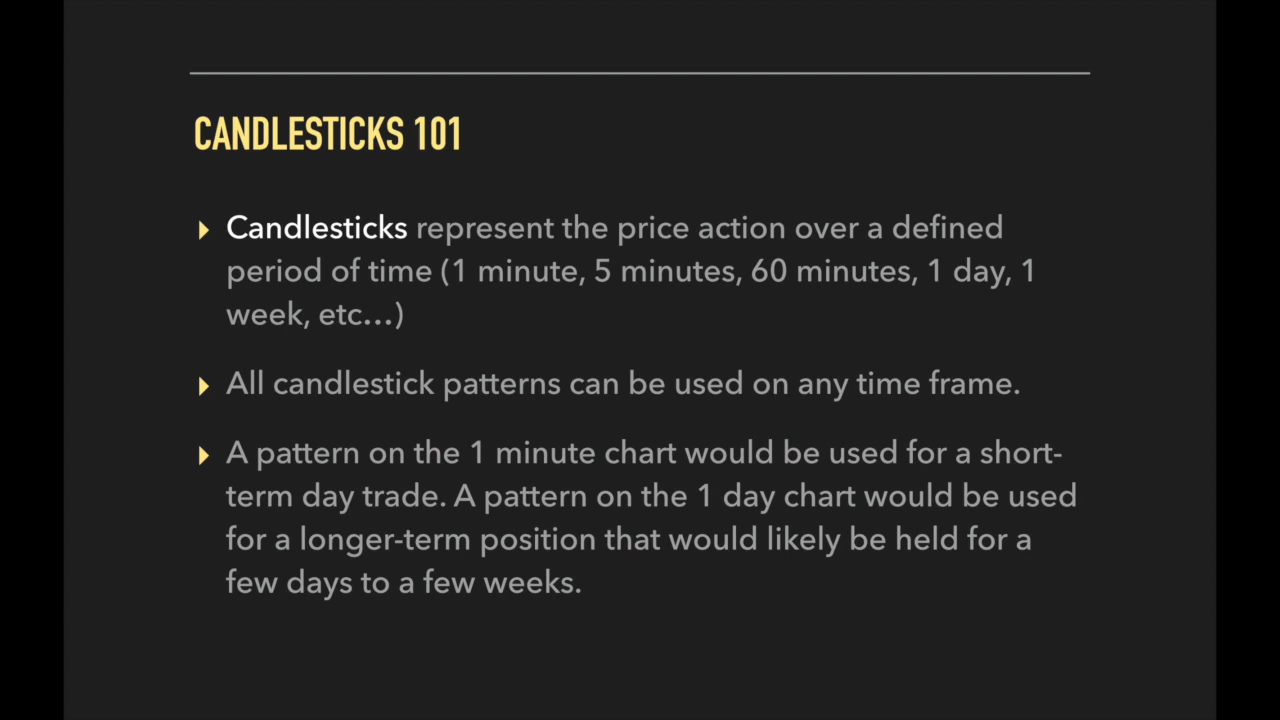 CANDLESTICKS 101
Candlesticks represent the price action over a defined
period of time (1 minute, 5 minutes, 60 minutes, 1 day, 1
week, etc…)
All candlestick patterns can be used on any time frame.
A pattern on the 1 minute chart would be used for a short-
term day trade. A pattern on the 1 day chart would be used
for a longer-term position that would likely be held for a
few days to a few weeks.